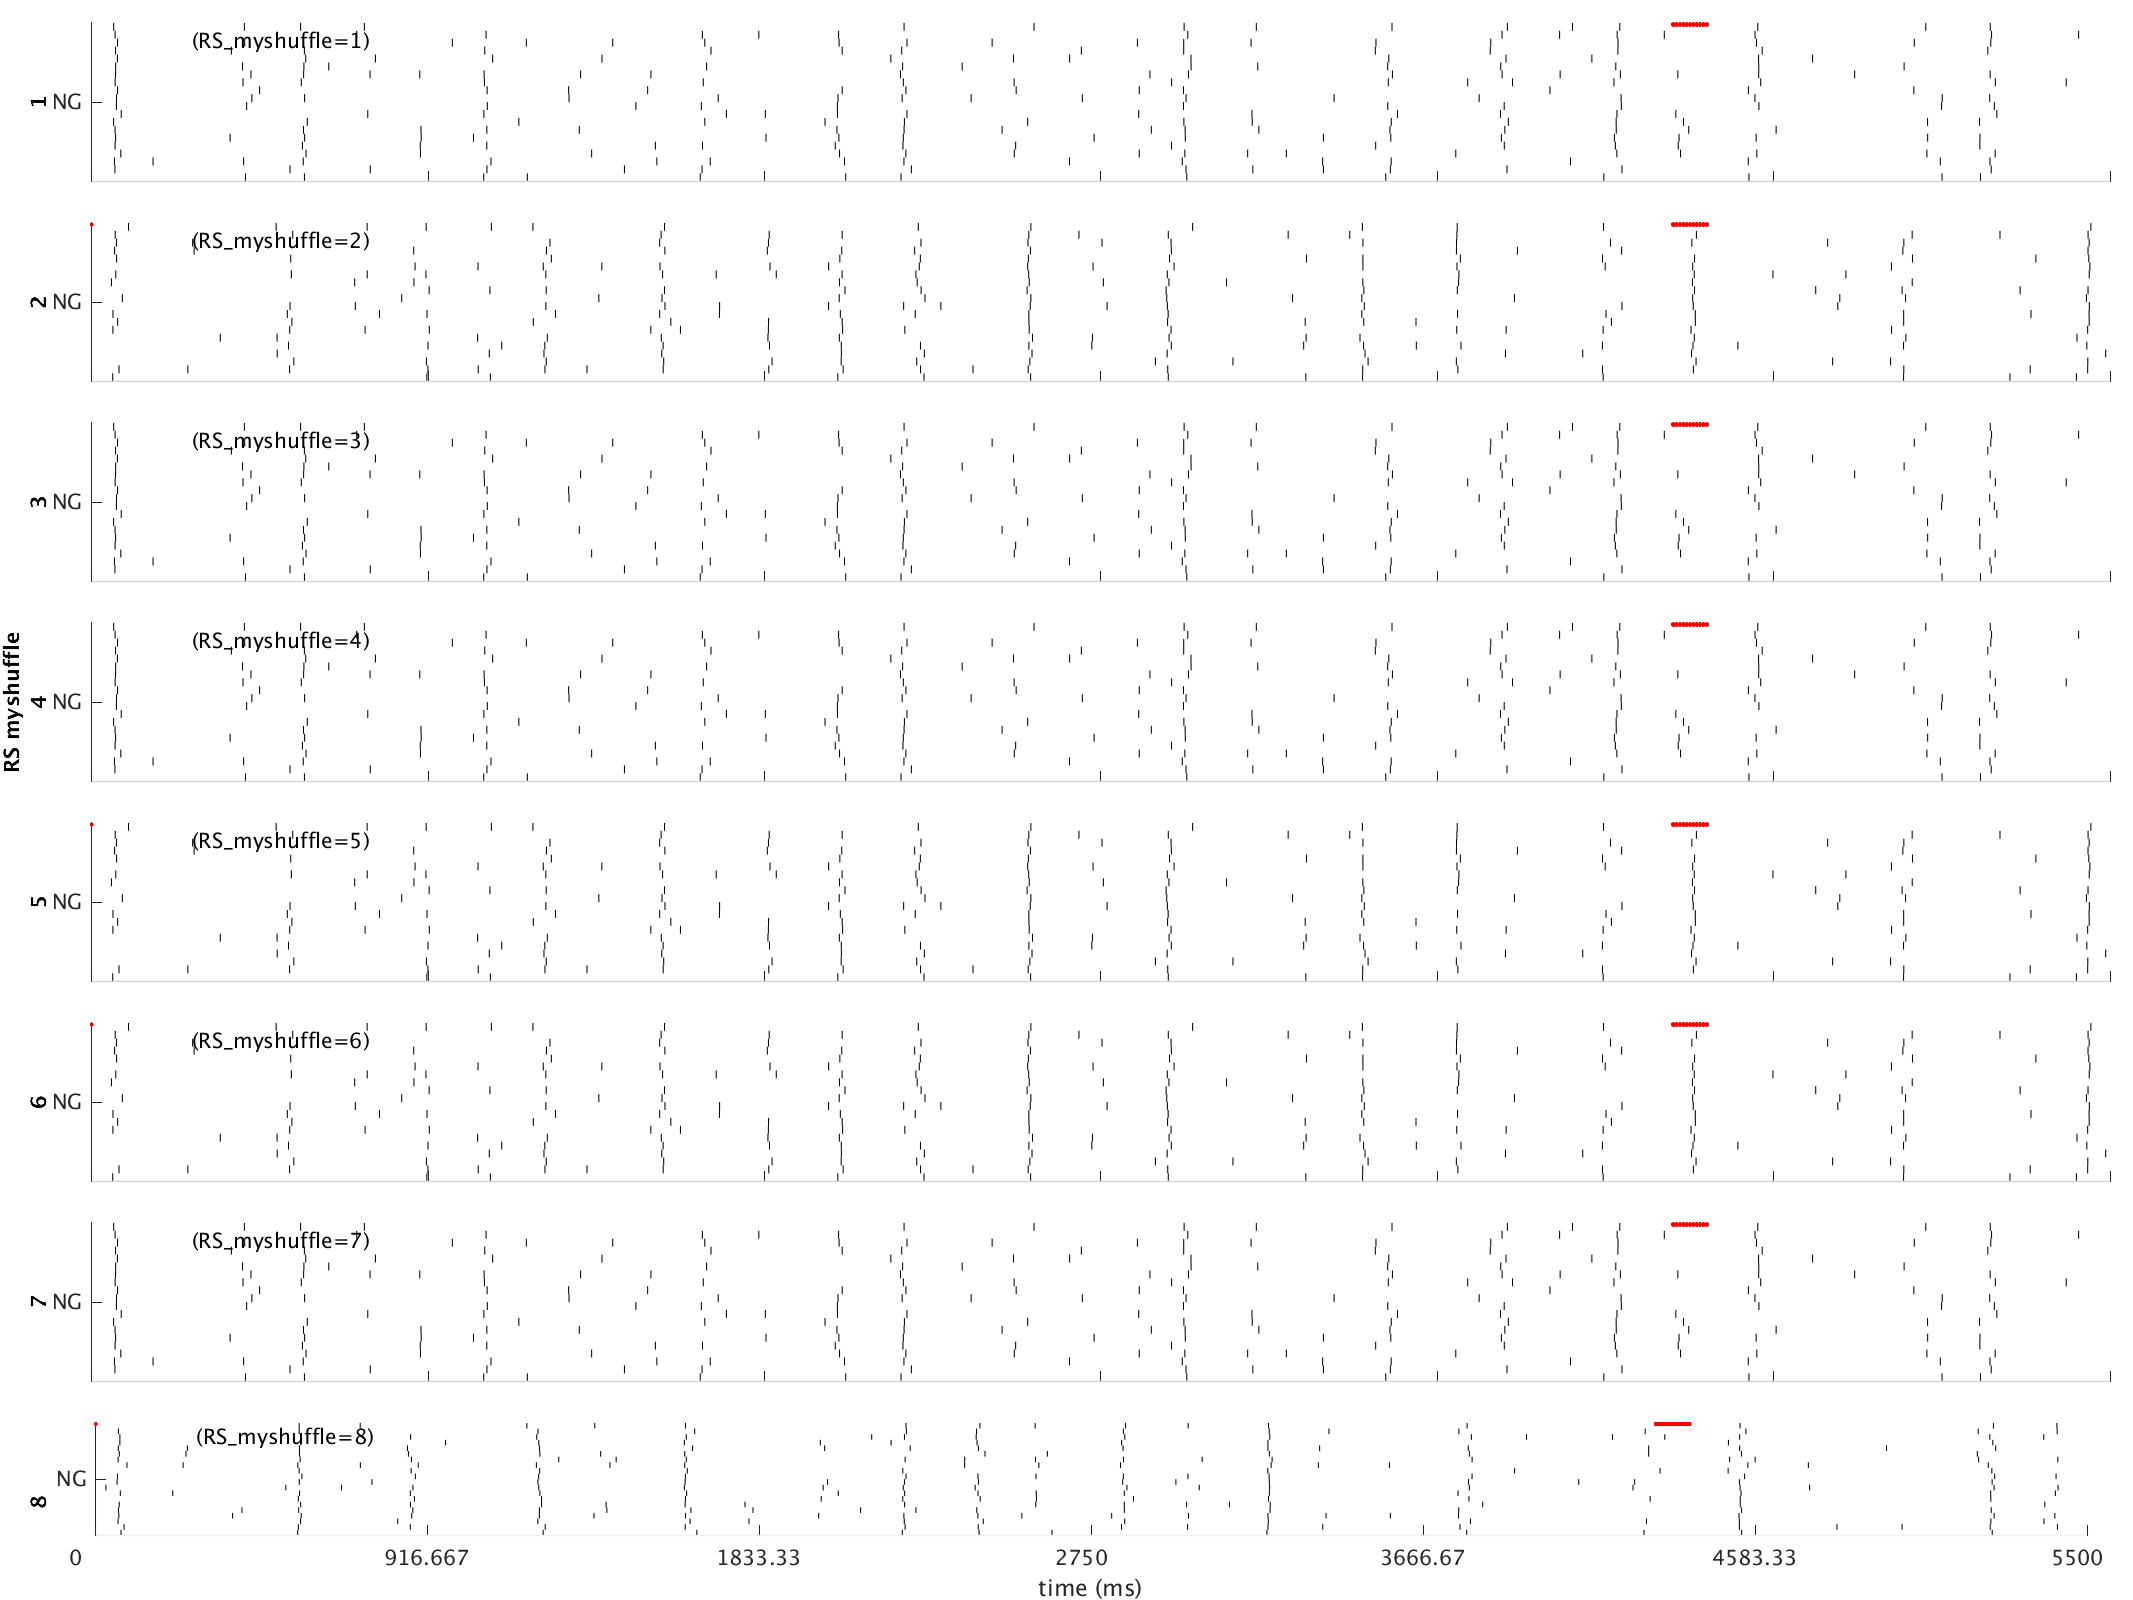 (RS_myshuffle=1)
1 NG
(RS_myshuffle=2)
2 NG
(RS_myshuffle=3)
3 NG
(RS_myshuffle=4)
4 NG
RS myshuffle
(RS_myshuffle=5)
5 NG
(RS_myshuffle=6)
6 NG
(RS_myshuffle=7)
7 NG
(RS_myshuffle=8)
8 NG
0 916.667 1833.33 2750 3666.67 4583.33 5500
time (ms)